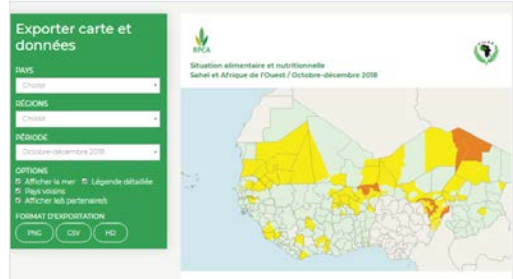 Exporter carte et
données
PAYS
Choisir
RÉGIONS
Choisir
PÉRIODE
Octobre-décembre 2018
OPTIONS
Afficher la mer
Légende détaillée
Pays voisins
Afficher le/s partenaire/s
FORMAT D'EXPORTATION
PNG
CSV
HD
RPCA
Situation alimentaire et nutritionnelle
Sahel et Afrique de l'Ouest / Octobre-décembre 2018